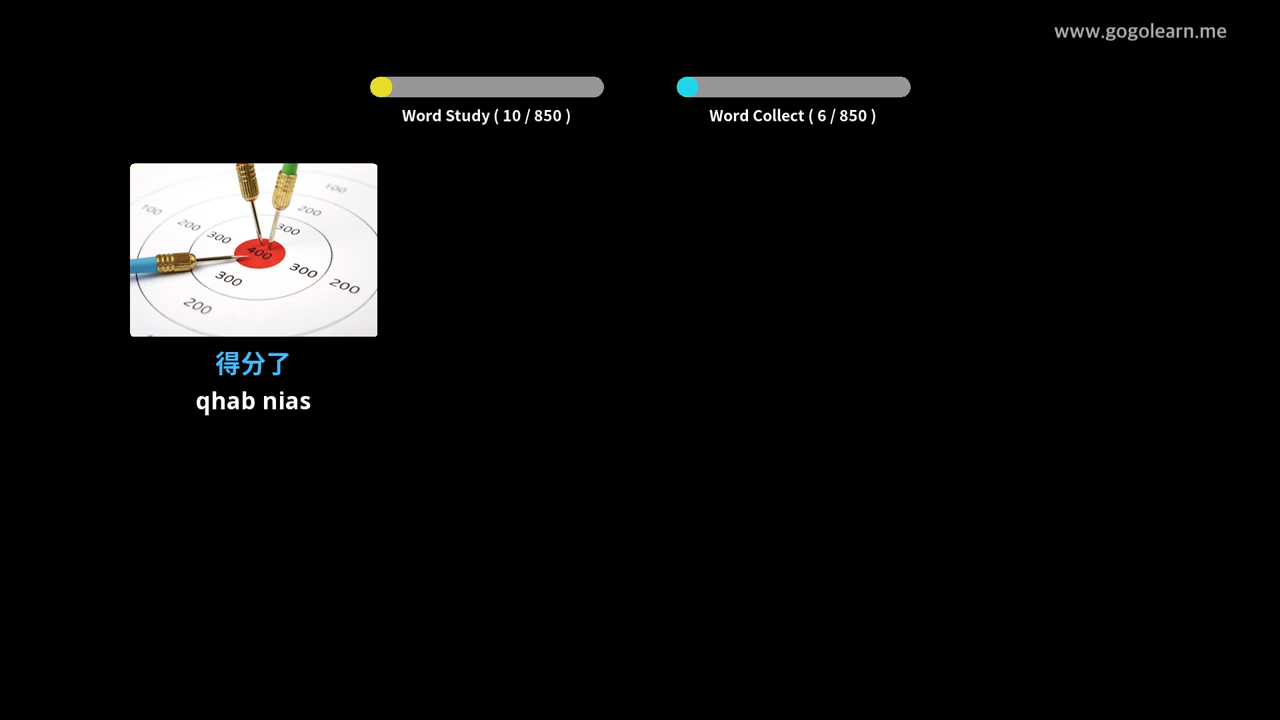 www.gogolearn.me
Word Study ( 10 / 850 )
Word Collect ( 6 / 850 )
100
100
200
200
300
300
400
300
300
200
200
得分了
qhab nias